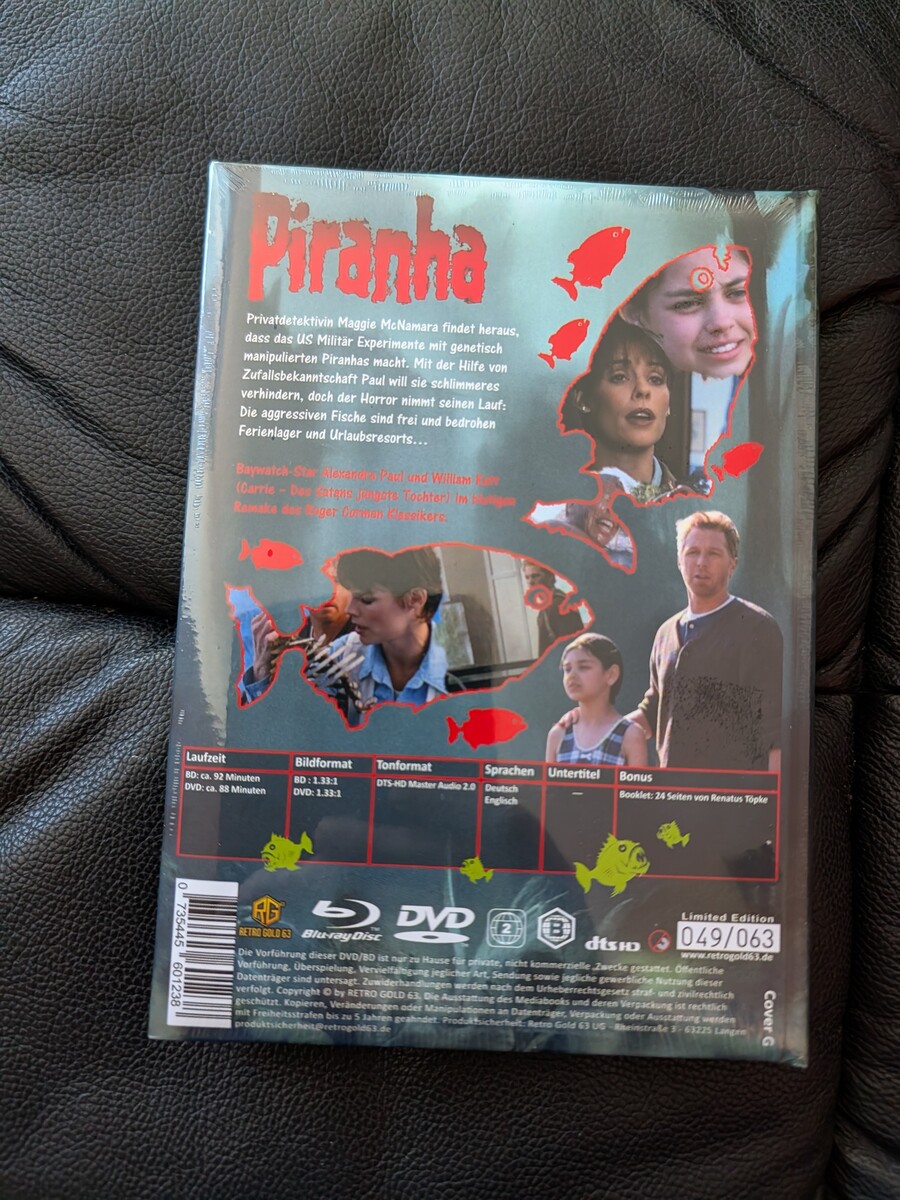 Piranha
Privatdetektivin Maggie McNamara findet heraus,
dass das US Militär Experimente mit genetisch
manipulierten Piranhas macht. Mit der Hilfe von
Zufallsbekanntschaft Paul will sie schlimmeres
verhindern, doch der Horror nimmt seinen Lauf:
Die aggressiven Fische sind frei und bedrohen
Ferienlager und Urlaubsresorts...
Baywatch-Star Alexandra Paul und William Katt
(Carrie - Des Satans jüngste Tochter) im
Remake des Roger Corman Klassikers.
Laufzeit
BD: ca. 92 Minuten
DVD: ca. 88 Minuten
Bildformat
BD : 1.33:1
DVD: 1.33:1
Tonformat
DTS-HD Master Audio 2.0
Sprachen
Deutsch
Englisch
Untertitel
—
Bonus
Booklet: 24 Seiten von Renatus Töpke
0 735445 601238
RG
RETRO GOLD 63
Blu-ray Disc™
DVD
2
B
dts HD
Limited Edition
049/063
www.retrogold63.de
Die Vorführung dieser DVD/BD ist nur zu Hause für private, nicht kommerzielle Zwecke gestattet. Öffentliche
Vorführung, Überspielung, Vervielfältigung jeglicher Art, Sendung sowie jegliche gewerbliche Nutzung dieser
Datenträger sind untersagt. Zuwiderhandlungen werden nach dem Urheberrechtsgesetz straf- und zivilrechtlich
verfolgt. Copyright © by RETRO GOLD 63. Die Ausstattung des Mediabooks und deren Verpackung ist rechtlich
geschützt. Kopieren, Veränderungen oder Manipulationen an Datenträger, Verpackung oder Ausstattung werden
mit Freiheitsstrafen bis zu 5 Jahren geahndet. Produktsicherheit: Retro Gold 63 UG - Rheinstraße 3 - 63225 Langen
produktsicherheit@retrogold63.de
Cover G